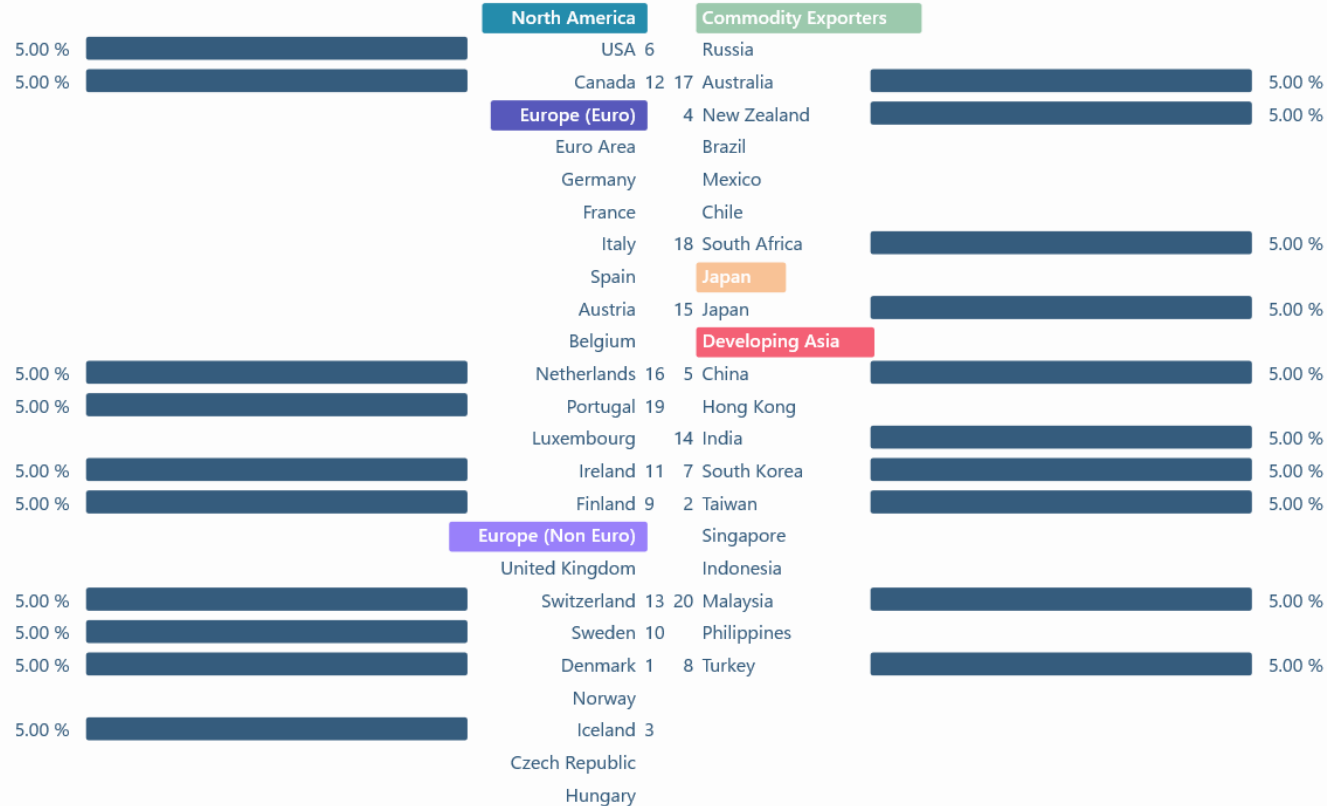 North America Commodity Exporters
5.00 % USA 6 Russia
5.00 % Canada 12 17 Australia 5.00 %
Europe (Euro) 4 New Zealand 5.00 %
Euro Area Brazil
Germany Mexico
France Chile
Italy 18 South Africa 5.00 %
Spain Japan
Austria 15 Japan 5.00 %
Belgium Developing Asia
5.00 % Netherlands 16 5 China 5.00 %
5.00 % Portugal 19 Hong Kong
Luxembourg 14 India 5.00 %
5.00 % Ireland 11 7 South Korea 5.00 %
5.00 % Finland 9 2 Taiwan 5.00 %
Europe (Non Euro) Singapore
United Kingdom Indonesia
5.00 % Switzerland 13 20 Malaysia 5.00 %
5.00 % Sweden 10 Philippines
5.00 % Denmark 1 8 Turkey 5.00 %
Norway
5.00 % Iceland 3
Czech Republic
Hungary